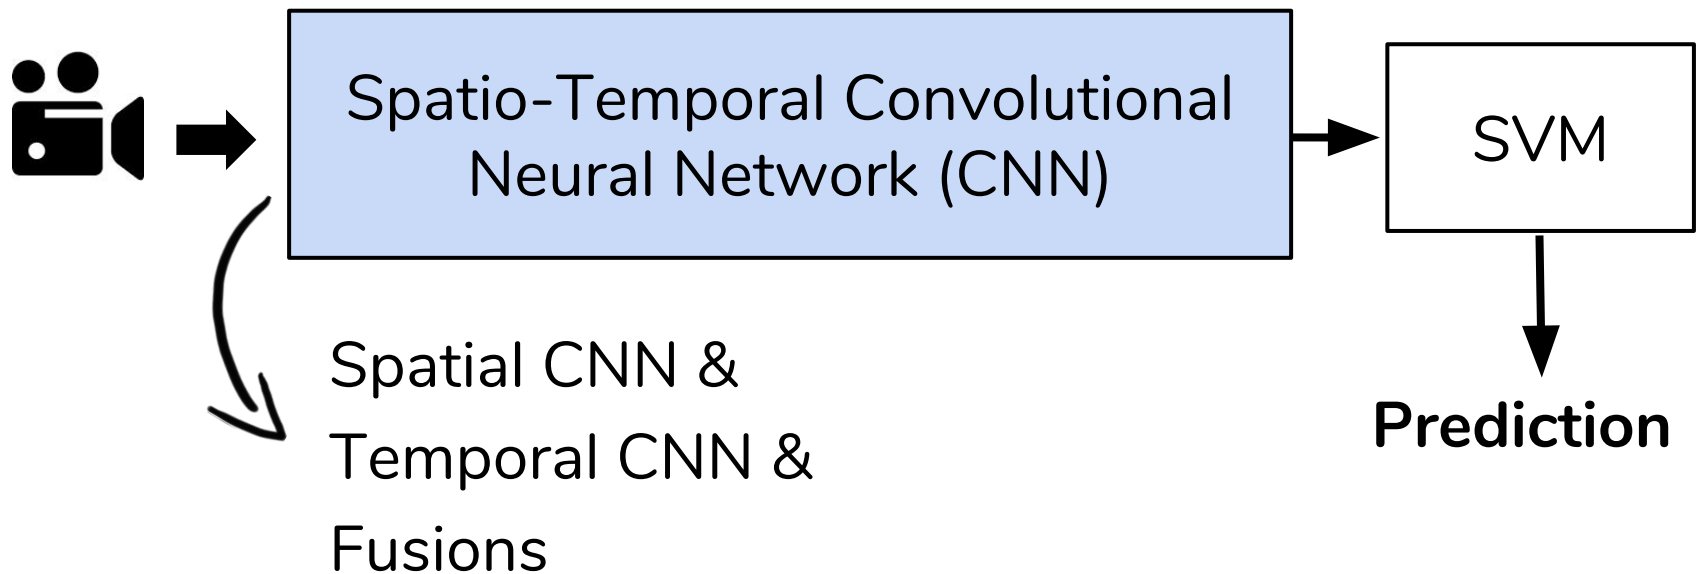 Spatio-Temporal Convolutional
Neural Network (CNN)
SVM
Spatial CNN &
Temporal CNN &
Fusions
Prediction